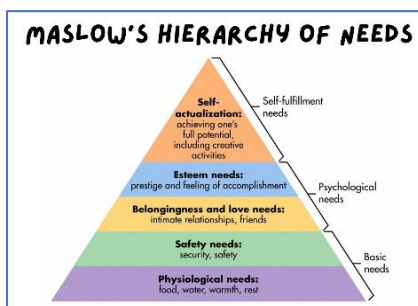 MASLOW'S HIERARCHY OF NEEDS
Self-
actualization:
achieving one's
full potential,
including creative
activities
Self-fulfillment
needs
Esteem needs:
prestige and feeling of accomplishment
Psychological
needs
Belongingness and love needs:
intimate relationships, friends
Safety needs:
security, safety
Basic
needs
Physiological needs:
food, water, warmth, rest